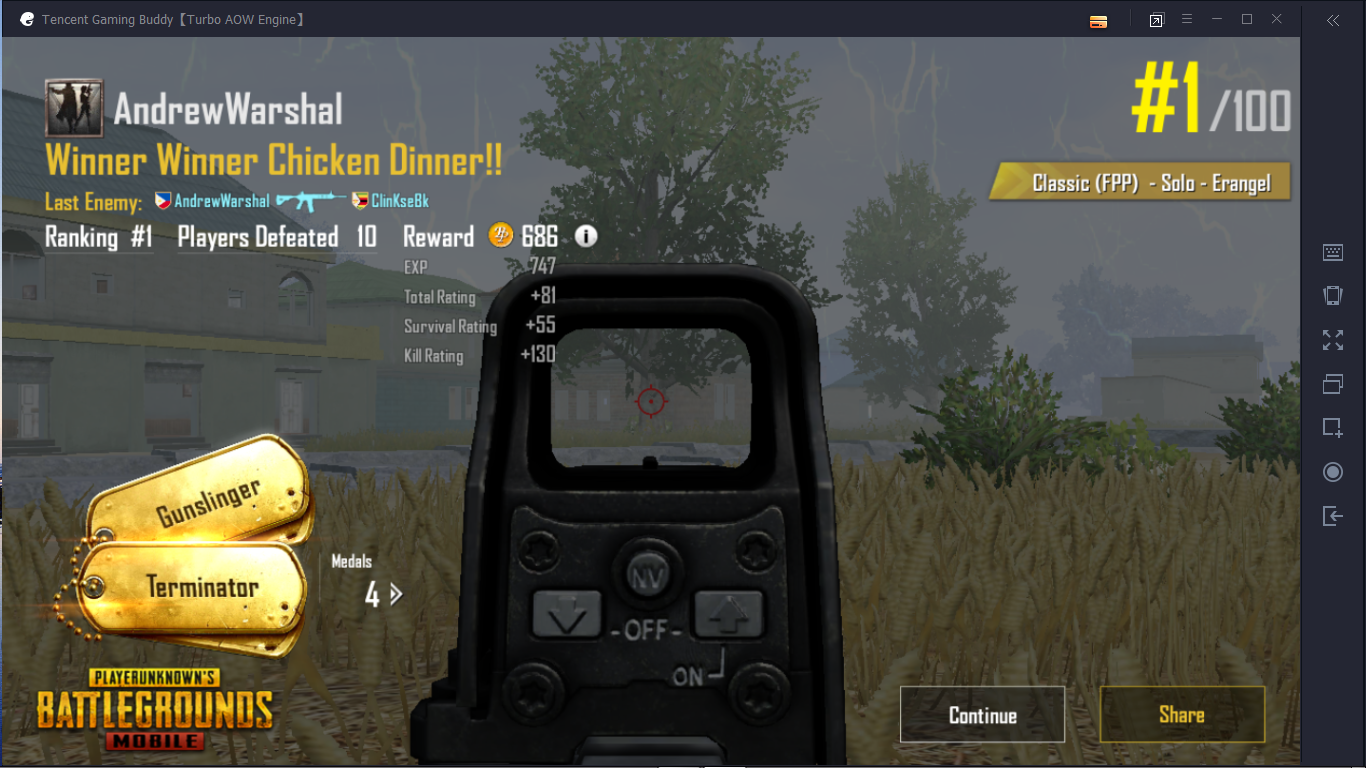 Tencent Gaming Buddy【Turbo AOW Engine】
AndrewWarshal
#1/100
Winner Winner Chicken Dinner!!
Classic (FPP) - Solo - Erangel
Last Enemy: AndrewWarshal ClinKseBk
Ranking #1 Players Defeated 10 Reward BP 686 i
EXP 747
Total Rating +81
Survival Rating +55
Kill Rating +130
Gunslinger
Terminator
Medals
4
NV
-OFF-
ON
PLAYERUNKNOWN'S
BATTLEGROUNDS
MOBILE
Continue
Share